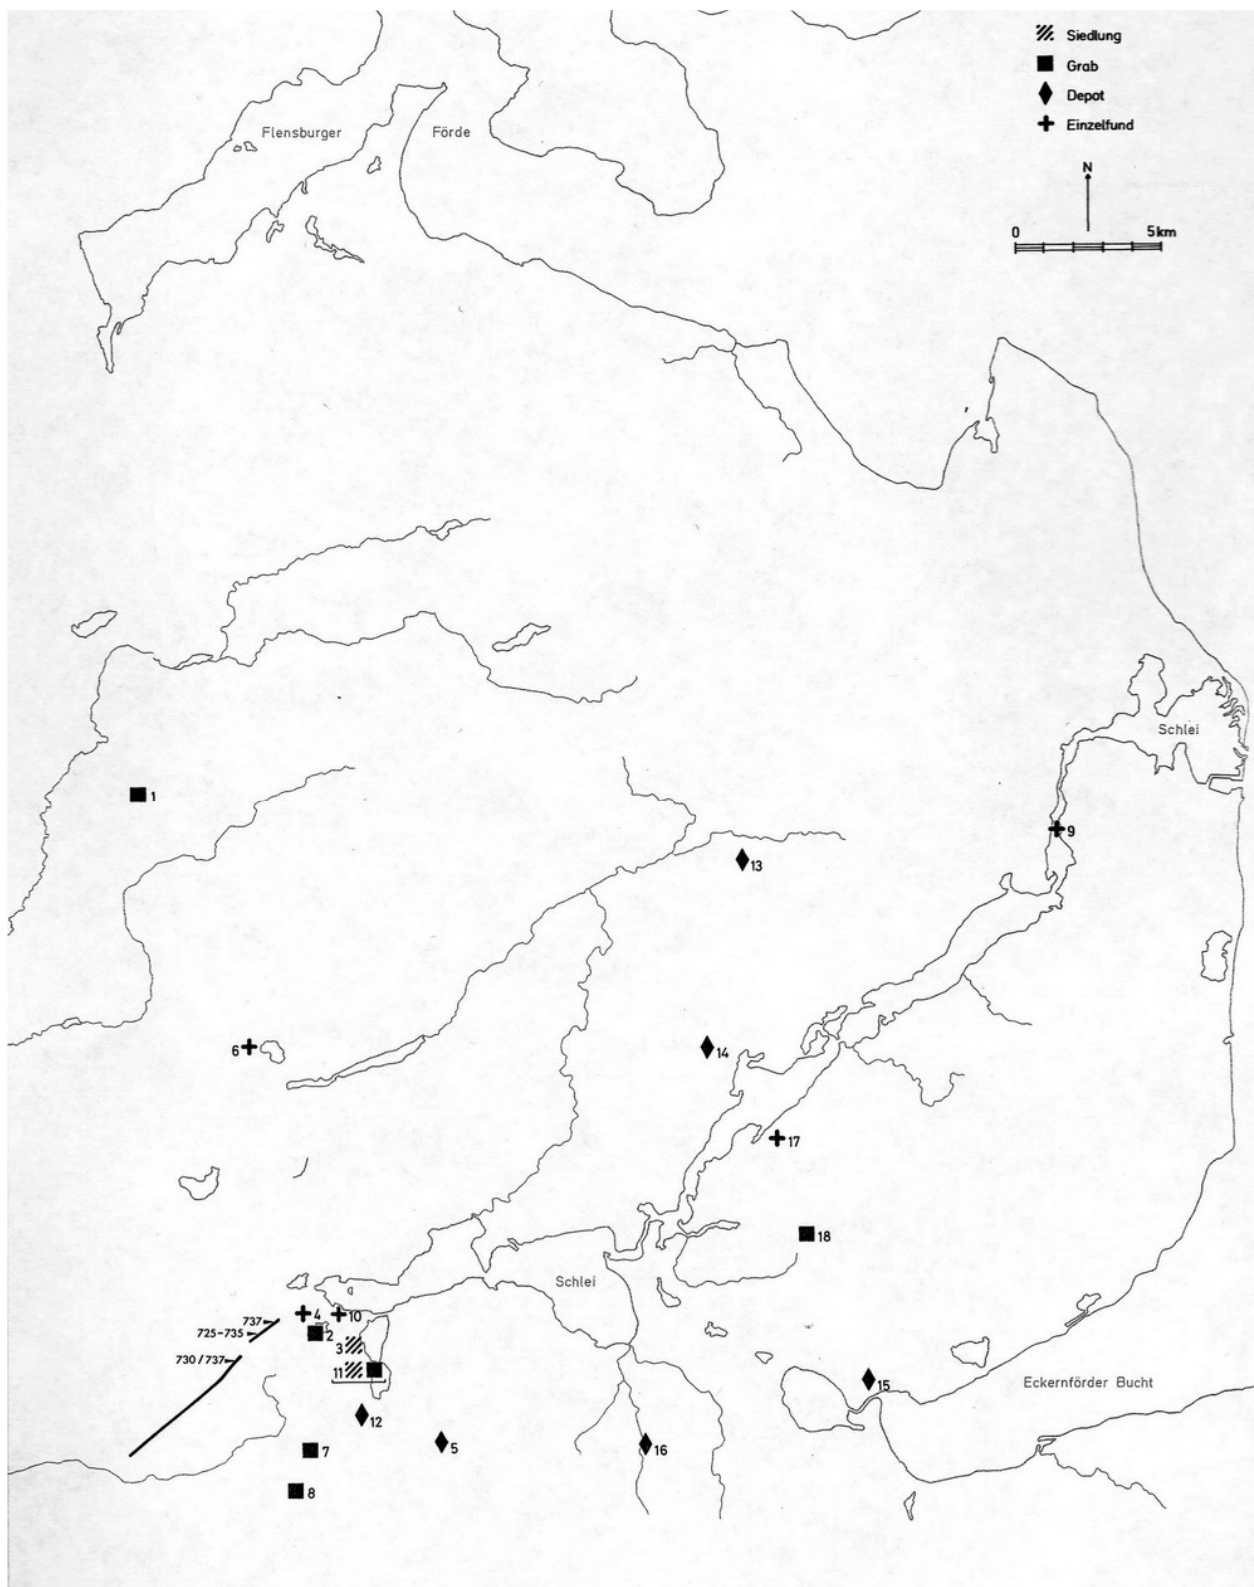 Siedlung
Grab
Depot
Einzelfund
Flensburger Förde
N
0 5km
Schlei
1
9
13
6
14
17
18
Schlei
4 10
737
725–735
2
3
730/737
11
15
Eckernförder Bucht
12
7
5
16
8